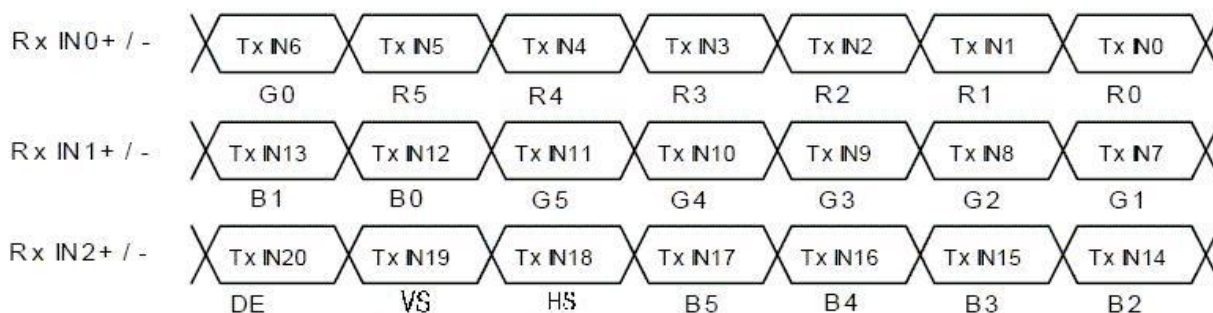 Rx IN0+ / - Tx IN6 Tx IN5 Tx IN4 Tx IN3 Tx IN2 Tx IN1 Tx IN0
G0 R5 R4 R3 R2 R1 R0
Rx IN1+ / - Tx IN13 Tx IN12 Tx IN11 Tx IN10 Tx IN9 Tx IN8 Tx IN7
B1 B0 G5 G4 G3 G2 G1
Rx IN2+ / - Tx IN20 Tx IN19 Tx IN18 Tx IN17 Tx IN16 Tx IN15 Tx IN14
DE VS HS B5 B4 B3 B2